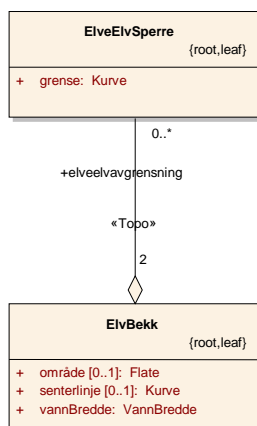 ElveElvSperre
{root,leaf}
+ grense: Kurve
0..*
+elveelvavgrensning
«Topo»
2
ElvBekk
{root,leaf}
+ område [0..1]: Flate
+ senterlinje [0..1]: Kurve
+ vannBredde: VannBredde